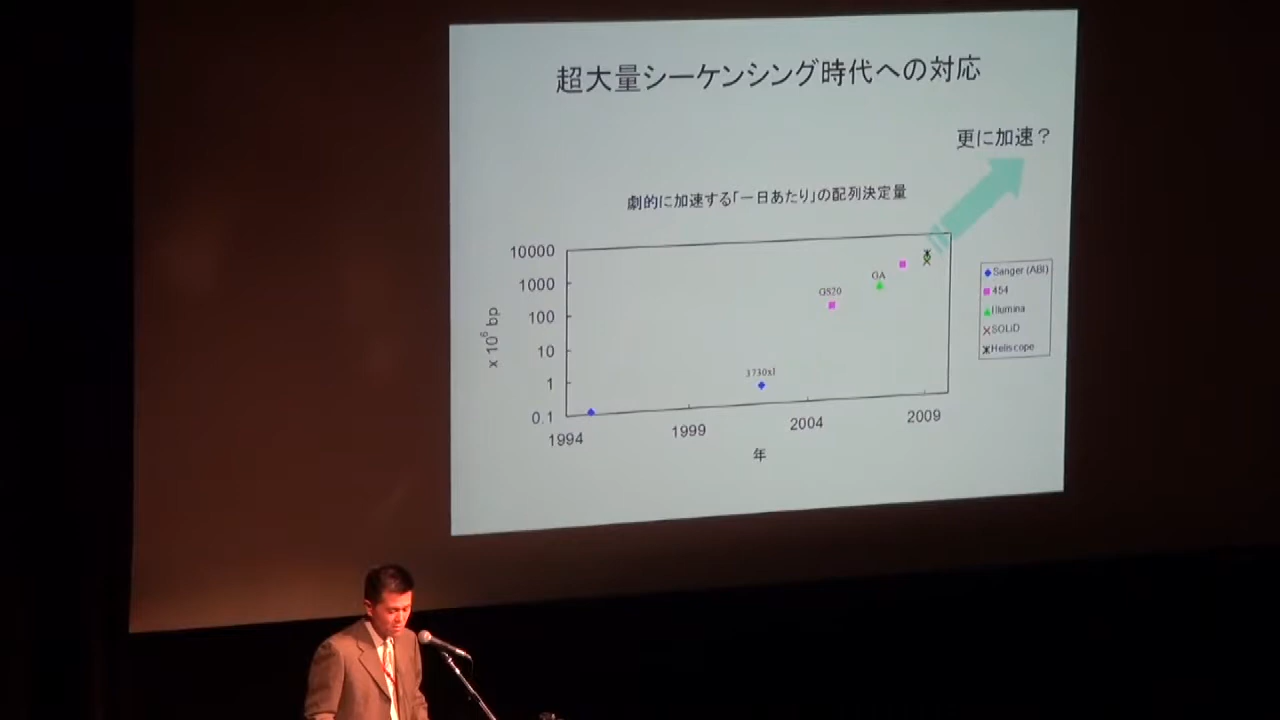 超大量シーケンシング時代への対応
更に加速？
劇的に加速する「一日あたり」の配列決定量
10000
1000
100
10
1
0.1
x 10⁶ bp
1994
1999
2004
2009
年
3730xl
GS20
GA
Sanger (ABI)
454
Illumina
SOLiD
Heliscope